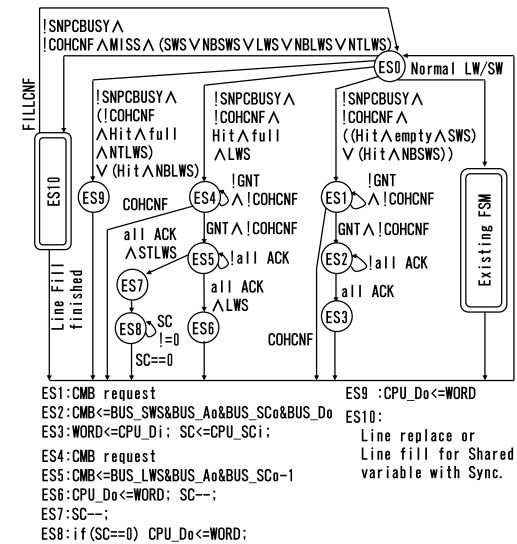 !SNPCBUSY∧
!COHCNF∧MISS∧(SWS∨NBSWS∨LWS∨NBLWS∨NTLWS)
FILLCNF
ES0
Normal LW/SW
!SNPCBUSY∧
(!COHCNF
∧Hit∧full
∧NTLWS)
∨(Hit∧NBLWS)
!SNPCBUSY∧
!COHCNF∧
Hit∧full
∧LWS
!SNPCBUSY∧
!COHCNF∧
((Hit∧empty∧SWS)
∨(Hit∧NBSWS))
ES10
ES9
COHCNF
ES4
!GNT
∧!COHCNF
ES1
!GNT
∧!COHCNF
Existing FSM
GNT∧!COHCNF
GNT∧!COHCNF
all ACK
∧STLWS
ES5
!all ACK
ES2
!all ACK
ES7
all ACK
∧LWS
all ACK
Line Fill
finished
ES8
SC
!=0
ES6
ES3
COHCNF
SC==0
ES1:CMB request
ES2:CMB<=BUS_SWS&BUS_Ao&BUS_SCo&BUS_Do
ES3:WORD<=CPU_Di; SC<=CPU_SCi;
ES4:CMB request
ES5:CMB<=BUS_LWS&BUS_Ao&BUS_SCo-1
ES6:CPU_Do<=WORD; SC--;
ES7:SC--;
ES8:if(SC==0) CPU_Do<=WORD;
ES9 :CPU_Do<=WORD
ES10:
Line replace or
Line fill for Shared
variable with Sync.